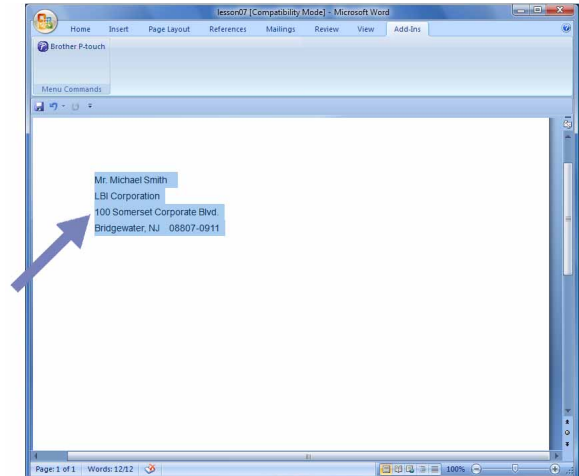 lesson07 [Compatibility Mode] - Microsoft Word
Home Insert Page Layout References Mailings Review View Add-Ins
Brother P-touch
Menu Commands
Mr. Michael Smith
LBI Corporation
100 Somerset Corporate Blvd.
Bridgewater, NJ 08807-0911
Page: 1 of 1 Words: 12/12 100%